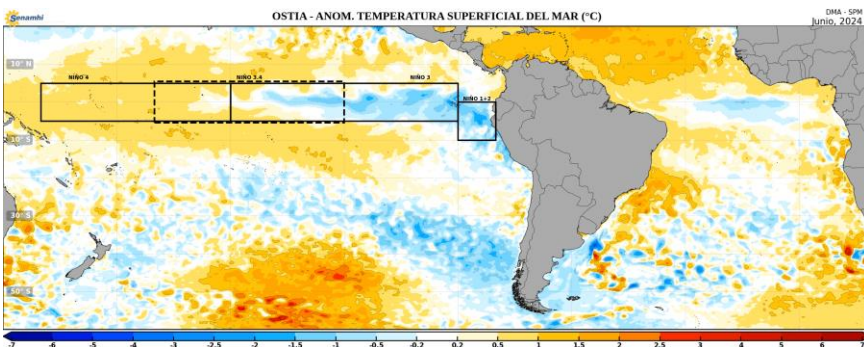 Senamhi
OSTIA - ANOM. TEMPERATURA SUPERFICIAL DEL MAR (°C)
DMA - SPM
Junio, 2024
10° N
NIÑO 4
NIÑO 3.4
NIÑO 3
NIÑO 1+2
10° S
30° S
50° S
-7 -6 -5 -4 -3 -2.5 -2 -1.5 -1 -0.5 -0.2 0.2 0.5 1 1.5 2 2.5 3 4 5 6 7